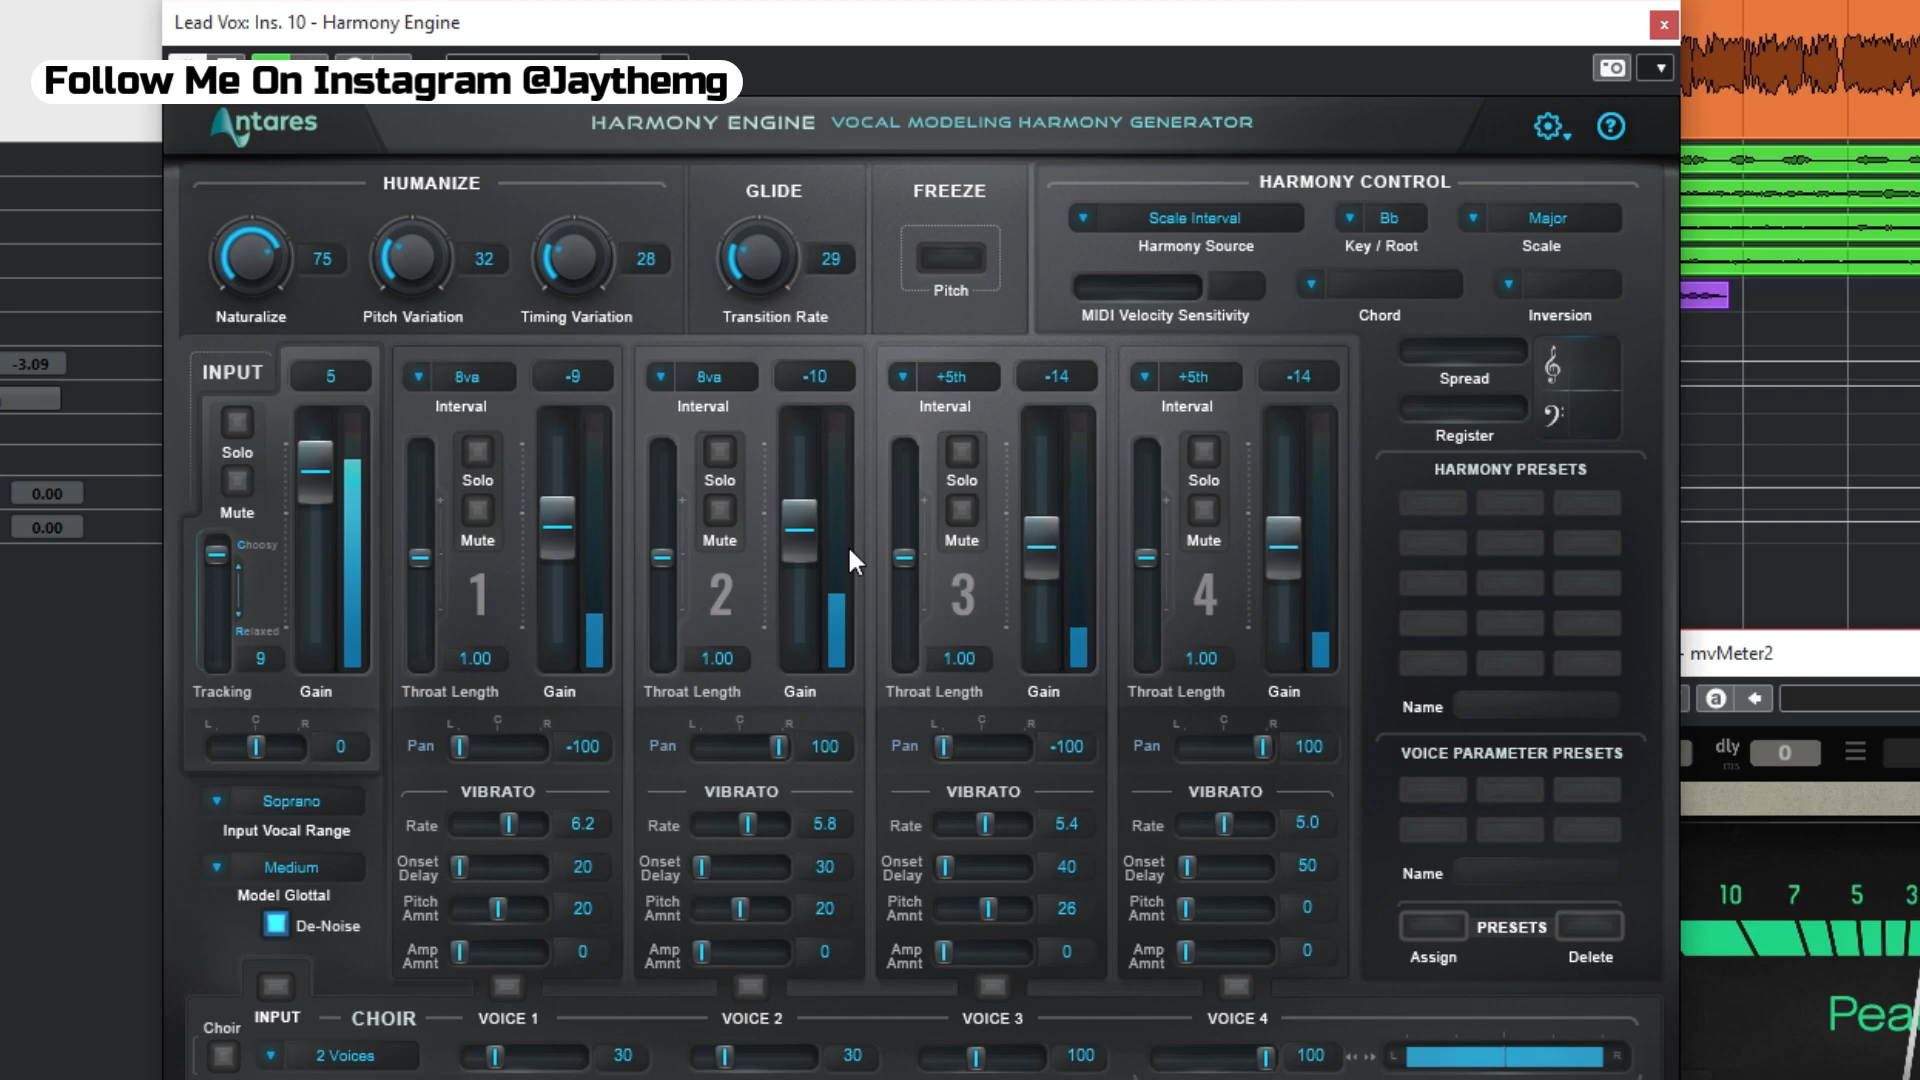 Lead Vox: Ins. 10 - Harmony Engine
x
Follow Me On Instagram @Jaythemg
Antares
HARMONY ENGINE VOCAL MODELING HARMONY GENERATOR
?
HUMANIZE
GLIDE
FREEZE
HARMONY CONTROL
75 32 28 29
Naturalize Pitch Variation Timing Variation Transition Rate Pitch
Scale Interval Bb Major
Harmony Source Key / Root Scale
MIDI Velocity Sensitivity Chord Inversion
-3.09
0.00
0.00
INPUT 5 8va -9 8va -10 +5th -14 +5th -14
Interval Interval Interval Interval
Spread
Register
Solo Solo Solo Solo Solo
Mute Mute Mute Mute Mute
Choosy
Relaxed
1 2 3 4
9 1.00 1.00 1.00 1.00
Tracking Gain Throat Length Gain Throat Length Gain Throat Length Gain Throat Length Gain
L C R L C R L C R L C R L C R
0 Pan -100 Pan 100 Pan -100 Pan 100
HARMONY PRESETS
Name
VOICE PARAMETER PRESETS
Name
PRESETS
Assign Delete
Soprano
Input Vocal Range
Medium
Model Glottal
De-Noise
VIBRATO VIBRATO VIBRATO VIBRATO
Rate 6.2 Rate 5.8 Rate 5.4 Rate 5.0
Onset Delay 20 Onset Delay 30 Onset Delay 40 Onset Delay 50
Pitch Amnt 20 Pitch Amnt 20 Pitch Amnt 26 Pitch Amnt 0
Amp Amnt 0 Amp Amnt 0 Amp Amnt 0 Amp Amnt 0
Choir INPUT CHOIR VOICE 1 VOICE 2 VOICE 3 VOICE 4
2 Voices 30 30 100 100 L R
- mvMeter2
a
dly
ms
0
10 7 5 3
Pea